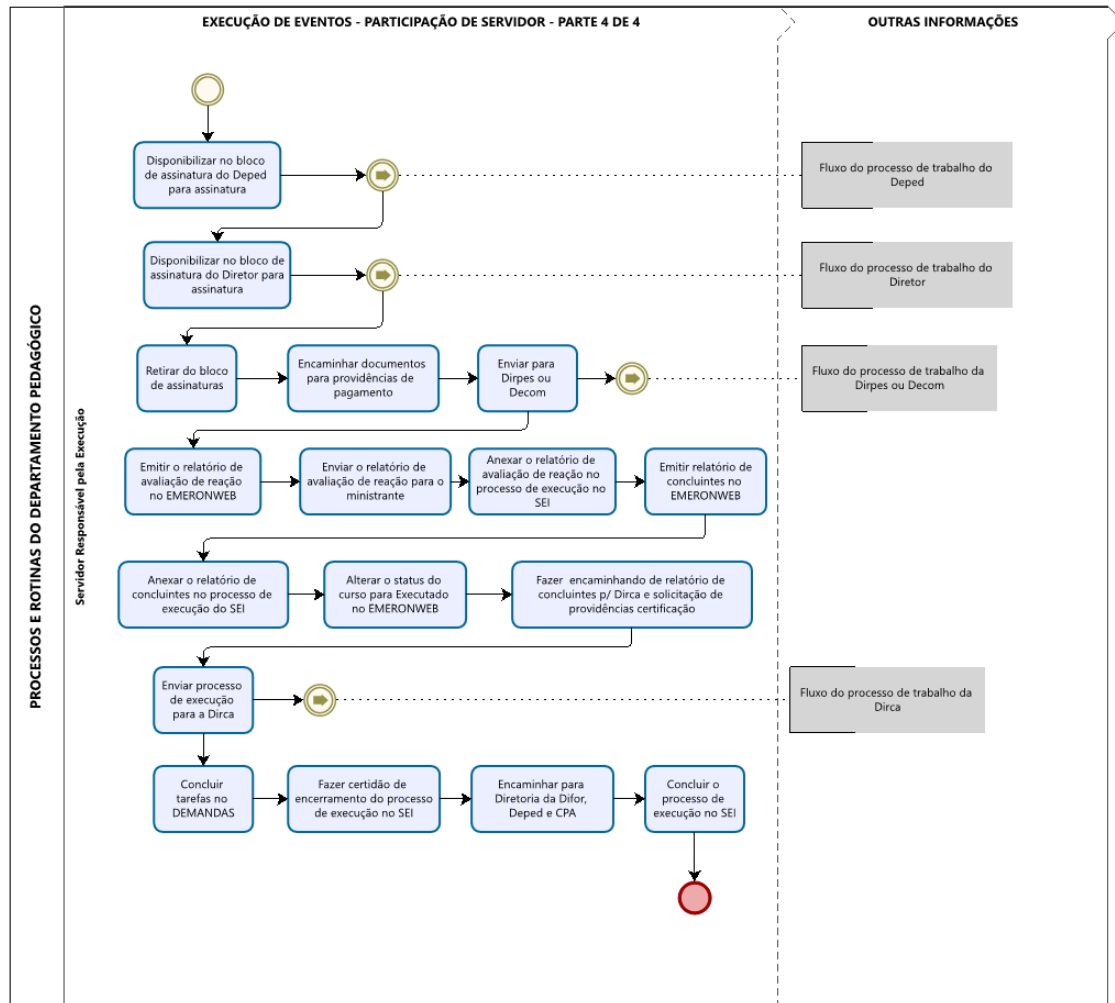 EXECUÇÃO DE EVENTOS - PARTICIPAÇÃO DE SERVIDOR - PARTE 4 DE 4
OUTRAS INFORMAÇÕES
PROCESSOS E ROTINAS DO DEPARTAMENTO PEDAGÓGICO
Servidor Responsável pela Execução
Disponibilizar no bloco
de assinatura do Deped
para assinatura
Fluxo do processo de trabalho do
Deped
Disponibilizar no bloco de
assinatura do Diretor para
assinatura
Fluxo do processo de trabalho do
Diretor
Retirar do bloco
de assinaturas
Encaminhar documentos
para providências de
pagamento
Enviar para
Dirpes ou
Decom
Fluxo do processo de trabalho da
Dirpes ou Decom
Emitir o relatório de
avaliação de reação
no EMERONWEB
Enviar o relatório de
avaliação de reação para o
ministrante
Anexar o relatório de
avaliação de reação no
processo de execução no
SEI
Emitir relatório de
concluintes no
EMERONWEB
Anexar o relatório de
concluintes no processo de
execução do SEI
Alterar o status do
curso para Executado
no EMERONWEB
Fazer  encaminhando de relatório de
concluintes p/ Dirca e solicitação de
providências certificação
Enviar processo
de execução
para a Dirca
Fluxo do processo de trabalho da
Dirca
Concluir
tarefas no
DEMANDAS
Fazer certidão de
encerramento do processo
de execução no SEI
Encaminhar para
Diretoria da Difor,
Deped e CPA
Concluir o
processo de
execução no SEI